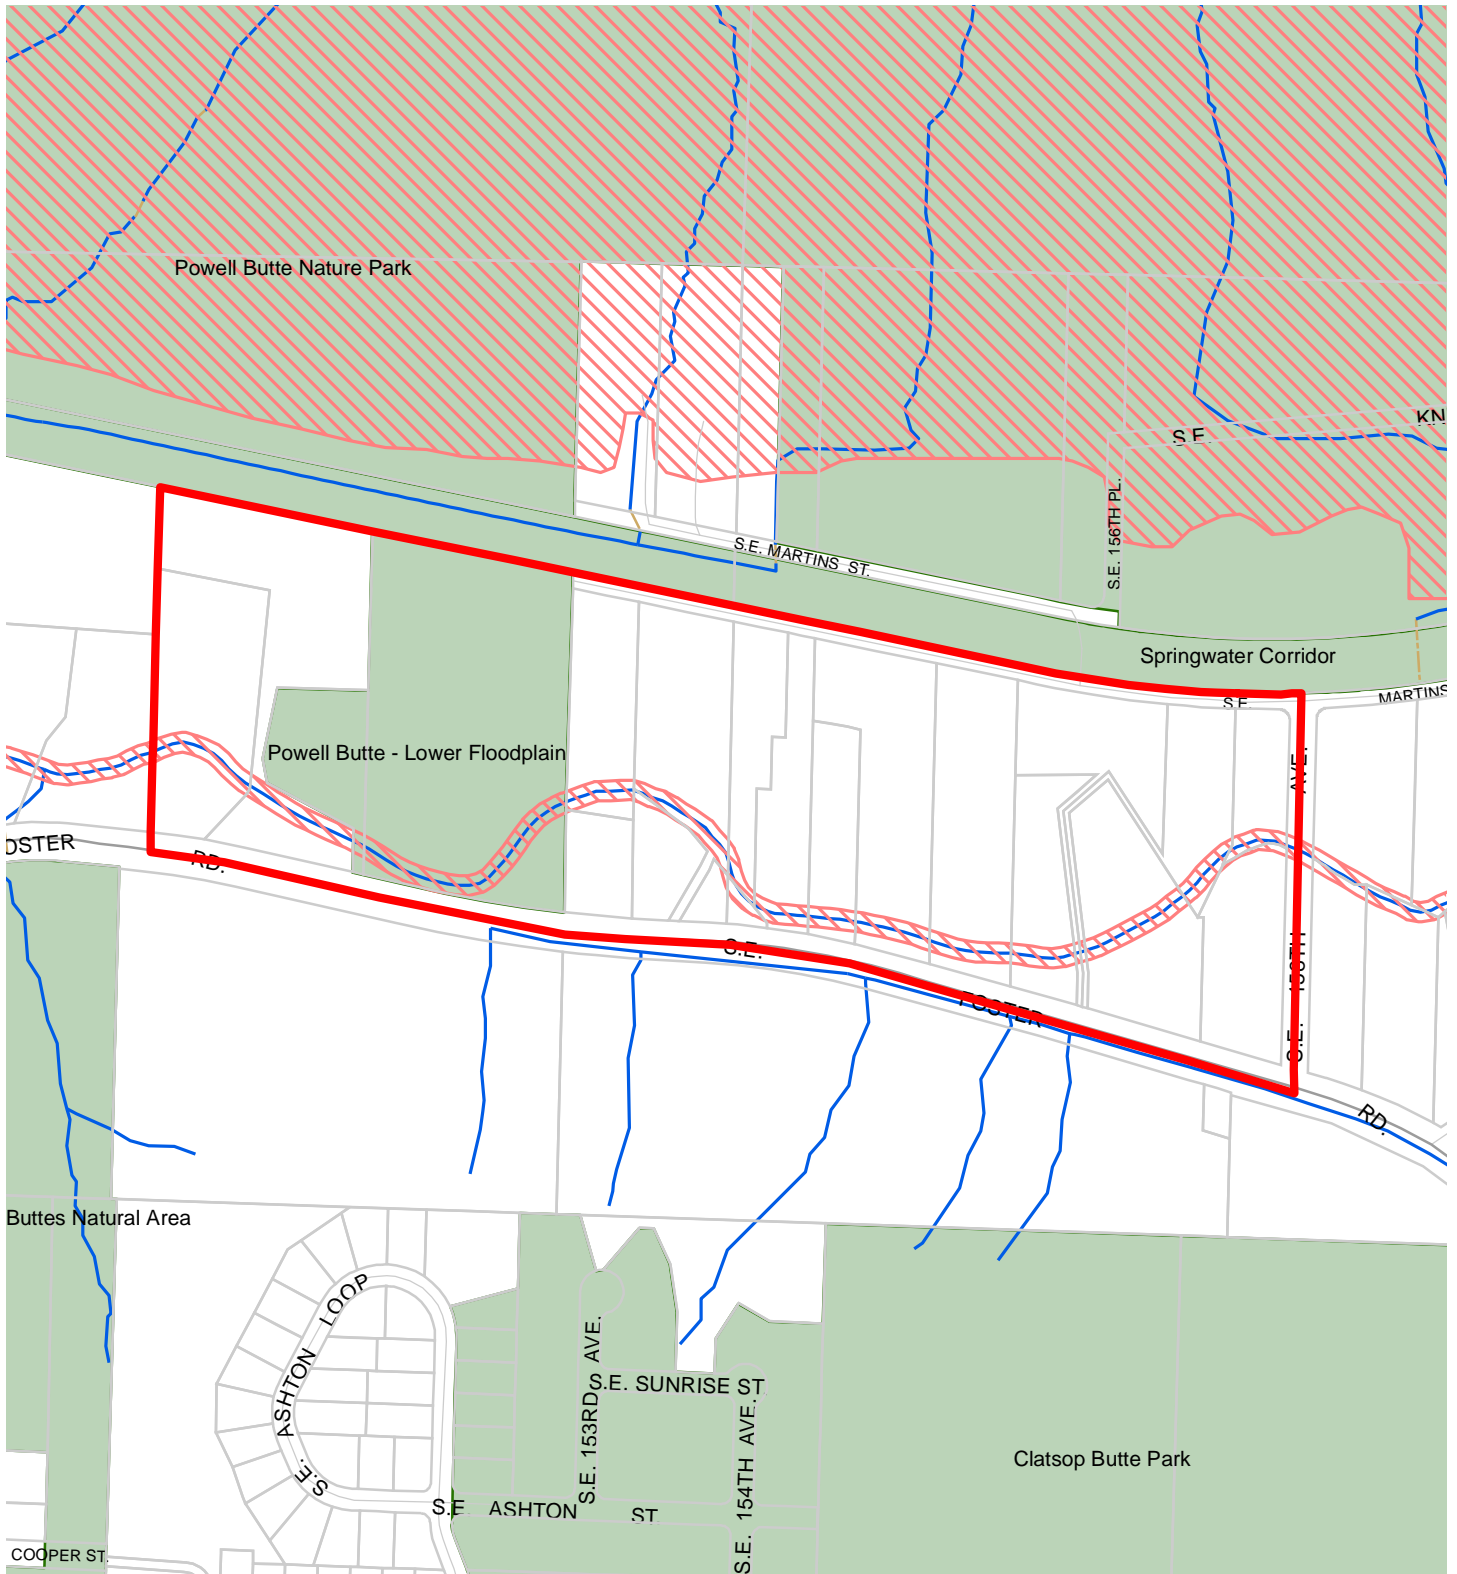 Powell Butte Nature Park
KN
S.E.
S.E. 156TH PL.
S.E. MARTINS ST.
Springwater Corridor
S.E.
MARTINS
AVE.
Powell Butte - Lower Floodplain
OSTER
RD.
S.E.
S.E.
FOSTER
RD.
Buttes Natural Area
S.E. ASHTON LOOP
S.E. 153RD AVE.
S.E. SUNRISE ST.
S.E. 154TH AVE.
Clatsop Butte Park
S.E. ASHTON ST.
COOPER ST.